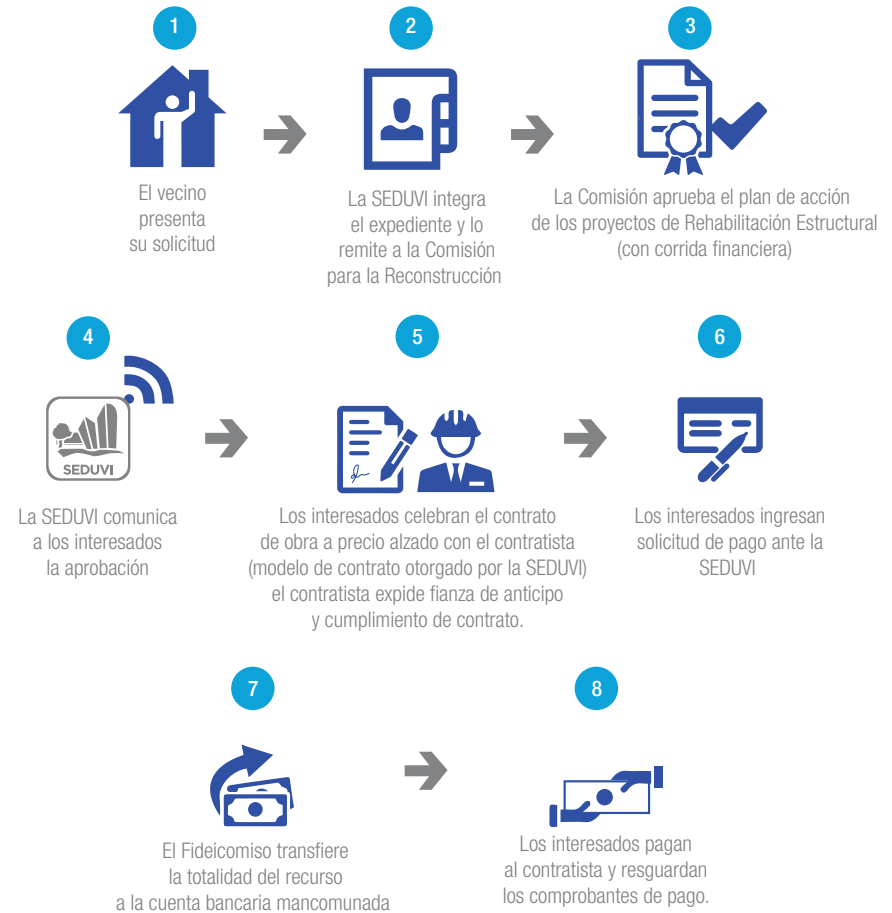 1
El vecino
presenta
su solicitud
2
La SEDUVI integra
el expediente y lo
remite a la Comisión
para la Reconstrucción
3
La Comisión aprueba el plan de acción
de los proyectos de Rehabilitación Estructural
(con corrida financiera)
4
SEDUVI
La SEDUVI comunica
a los interesados
la aprobación
5
Los interesados celebran el contrato
de obra a precio alzado con el contratista
(modelo de contrato otorgado por la SEDUVI)
el contratista expide fianza de anticipo
y cumplimiento de contrato.
6
Los interesados ingresan
solicitud de pago ante la
SEDUVI
7
El Fideicomiso transfiere
la totalidad del recurso
a la cuenta bancaria mancomunada
8
Los interesados pagan
al contratista y resguardan
los comprobantes de pago.